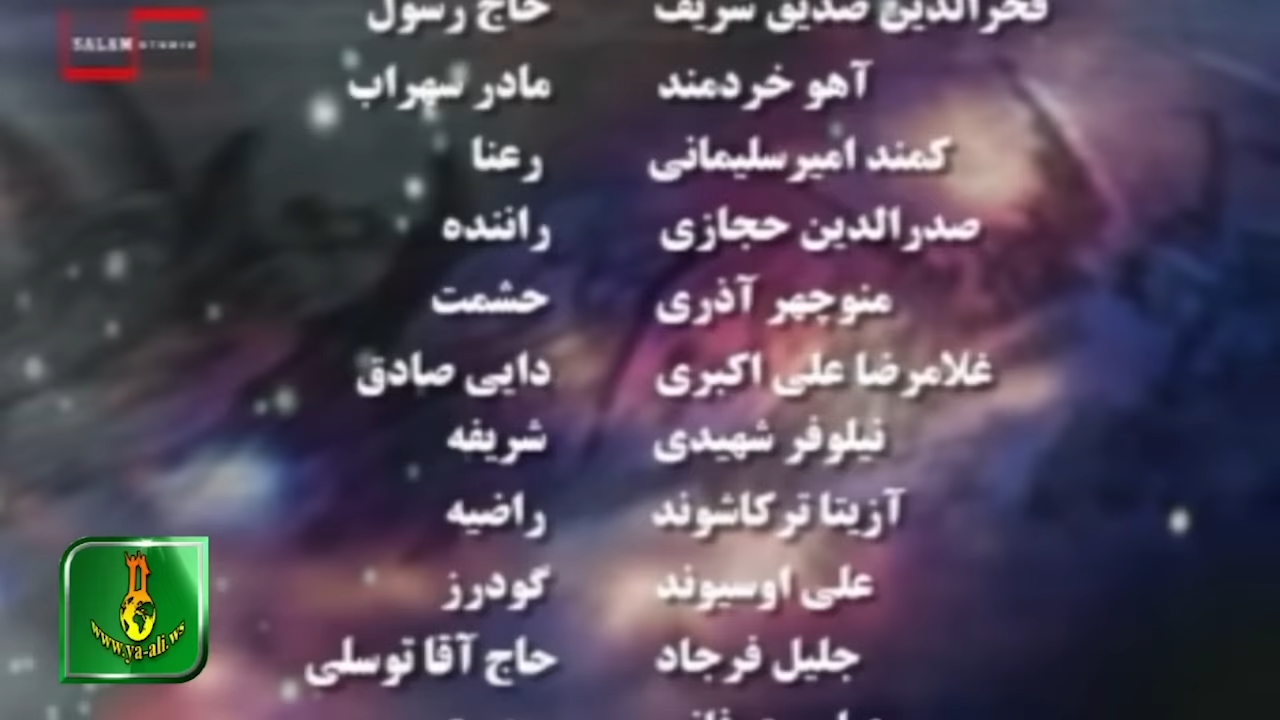 فخرالدین صدیق شریف حاج رسول
SALAM STUDIO
آهو خردمند مادر سهراب
کمند امیرسلیمانی رعنا
صدرالدین حجازی راننده
منوچهر آذری حشمت
غلامرضا علی اکبری دایی صادق
نیلوفر شهیدی شریفه
آزیتا ترکاشوند راضیه
علی اوسیوند گودرز
جلیل فرجاد حاج آقا توسلی
www.ya-ali.ws